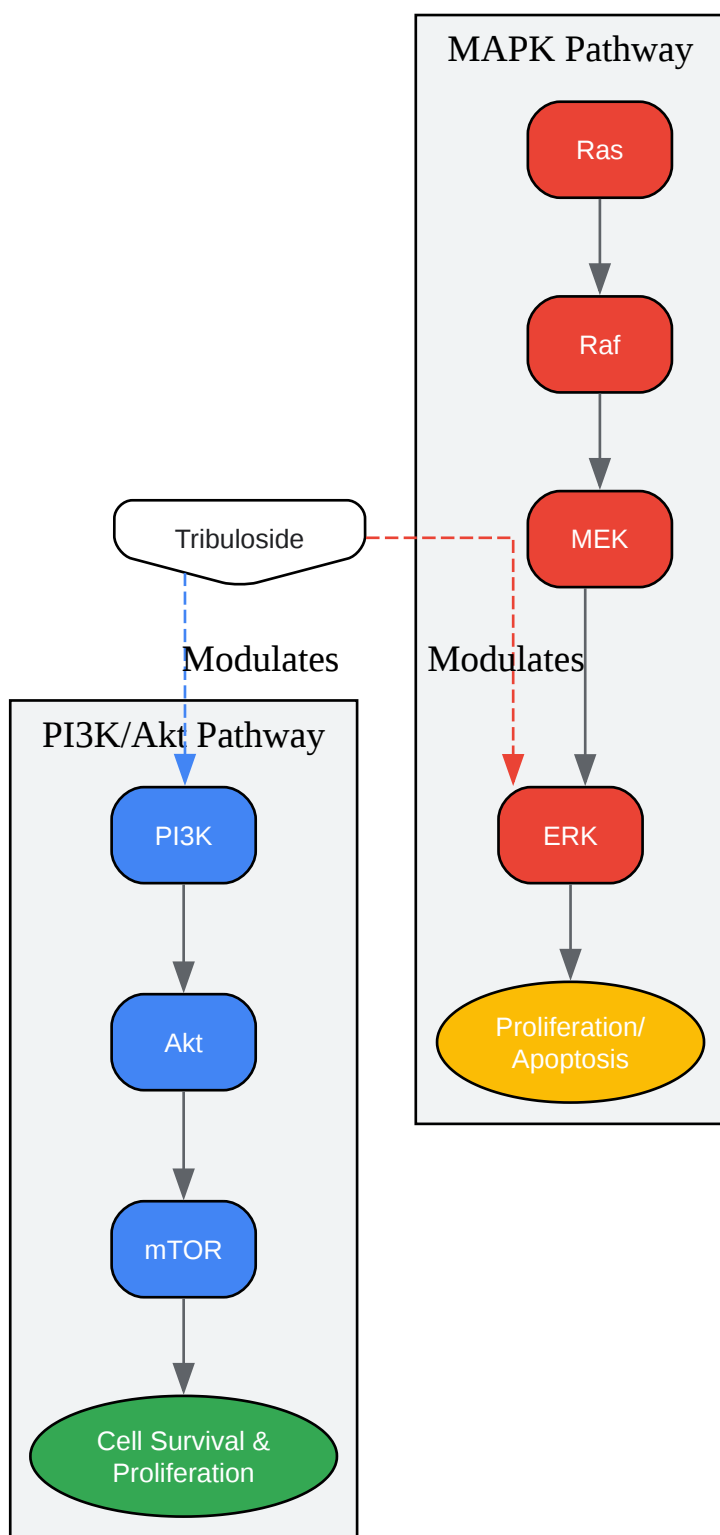 MAPK Pathway
Ras
Raf
MEK
Tribuloside
Modulates
Modulates
PI3K/Akt Pathway
PI3K
ERK
Akt
Proliferation/
Apoptosis
mTOR
Cell Survival &
Proliferation